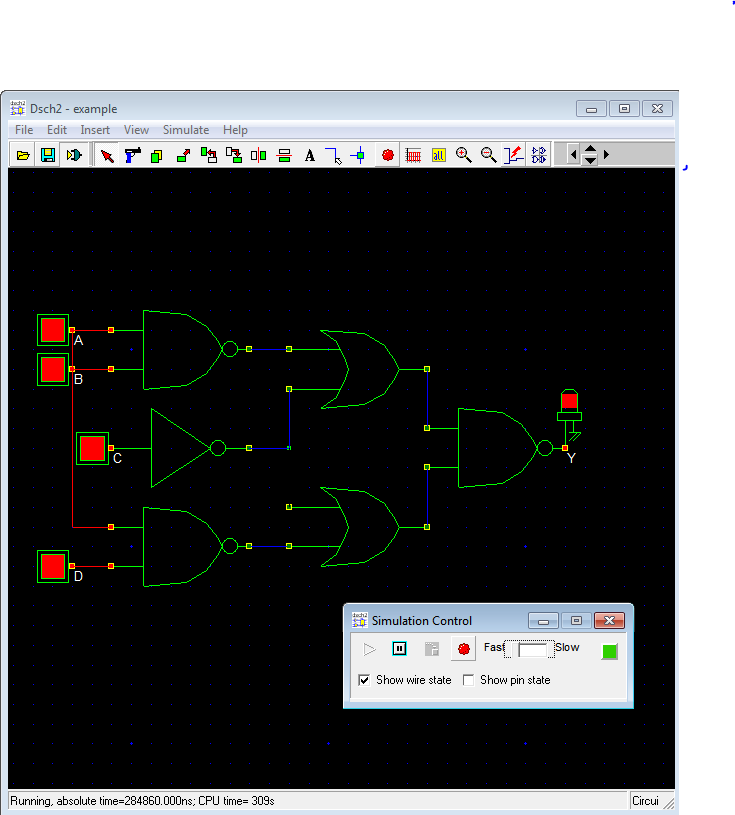 Dsch2 - example
File Edit Insert View Simulate Help
A all
A
B
C
D
Y
Simulation Control
Fast Slow
Show wire state Show pin state
Running, absolute time=284860.000ns; CPU time= 309s
Circui